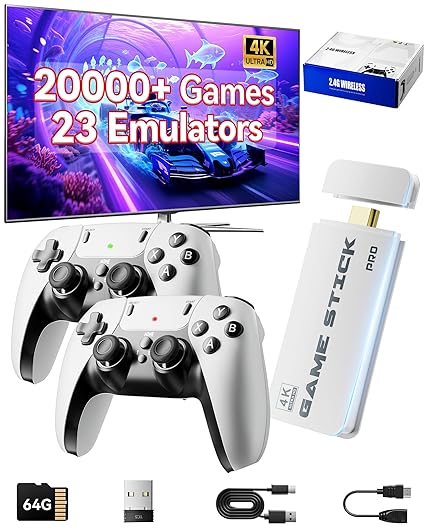 4K
ULTRA HD
20000+ Games
23 Emulators
2.4G WIRELESS
GAME STICK
PRO
4K
X
Y
B
A
X
Y
B
A
64G